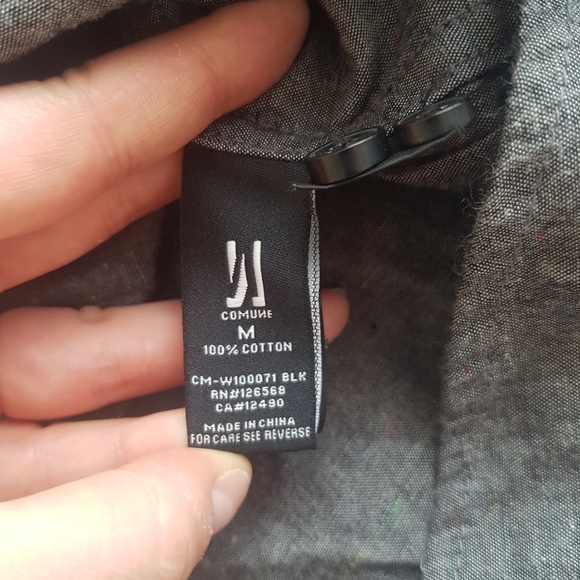 COMUNE
M
100% COTTON
CM-W100071 BLK
RN#126568
CA#12490
MADE IN CHINA
FOR CARE SEE REVERSE